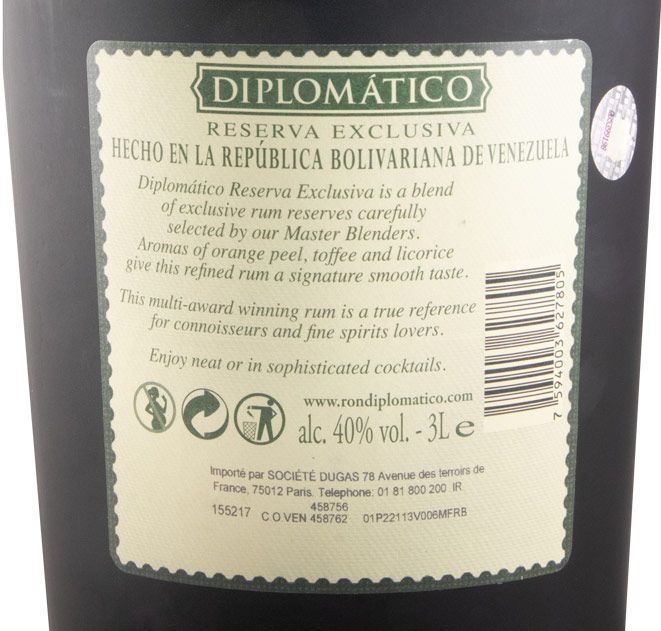 DIPLOMÁTICO
RESERVA EXCLUSIVA
HECHO EN LA REPÚBLICA BOLIVARIANA DE VENEZUELA
Diplomático Reserva Exclusiva is a blend
of exclusive rum reserves carefully
selected by our Master Blenders.
Aromas of orange peel, toffee and licorice
give this refined rum a signature smooth taste.
This multi-award winning rum is a true reference
for connoisseurs and fine spirits lovers.
Enjoy neat or in sophisticated cocktails.
www.rondiplomatico.com
alc. 40% vol. - 3L e
7 594003 627805
Importé par SOCIÉTÉ DUGAS 78 Avenue des terroirs de
France, 75012 Paris. Telephone: 01 81 800 200 IR
458756
155217 C.O VEN 458762 01P22113V006MFRB